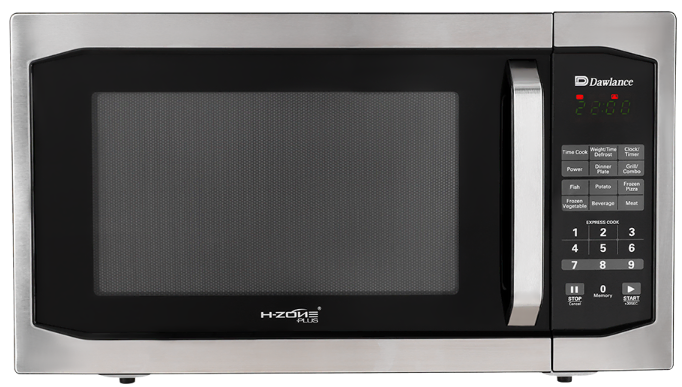 Dawlance
22:00
Time Cook
Weight/Time
Defrost
Clock/
Timer
Power
Dinner
Plate
Grill/
Combo
Fish
Potato
Frozen
Pizza
Frozen
Vegetable
Beverage
Meat
EXPRESS COOK
1 2 3
4 5 6
7 8 9
0
STOP
Cancel
Memory
START
+30SEC.
H-ZONE®
PLUS